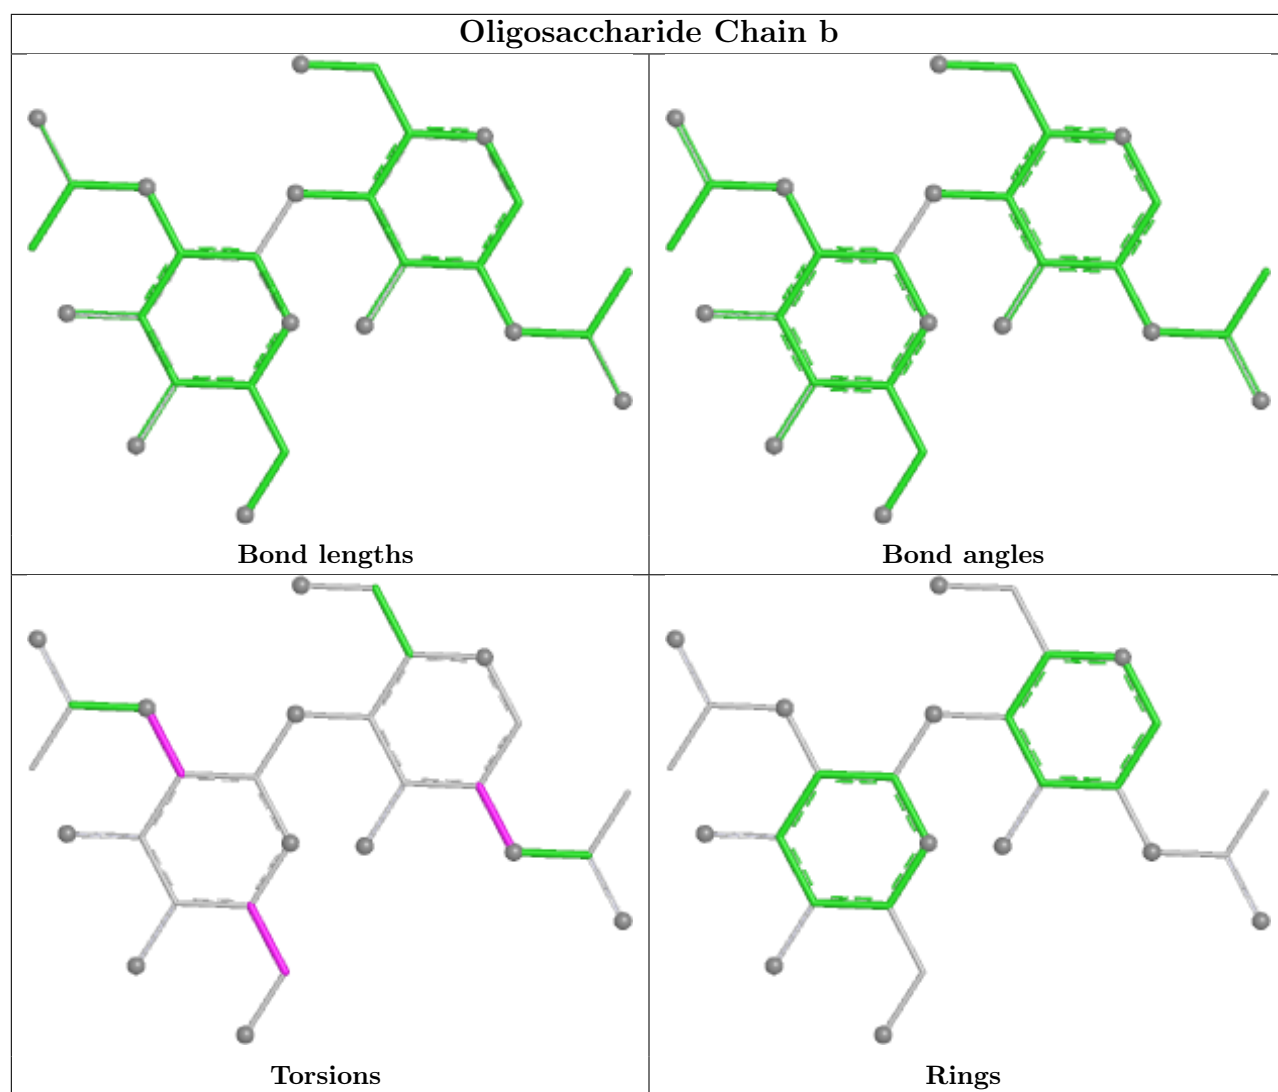 Oligosaccharide Chain b
Bond lengths
Bond angles
Torsions
Rings